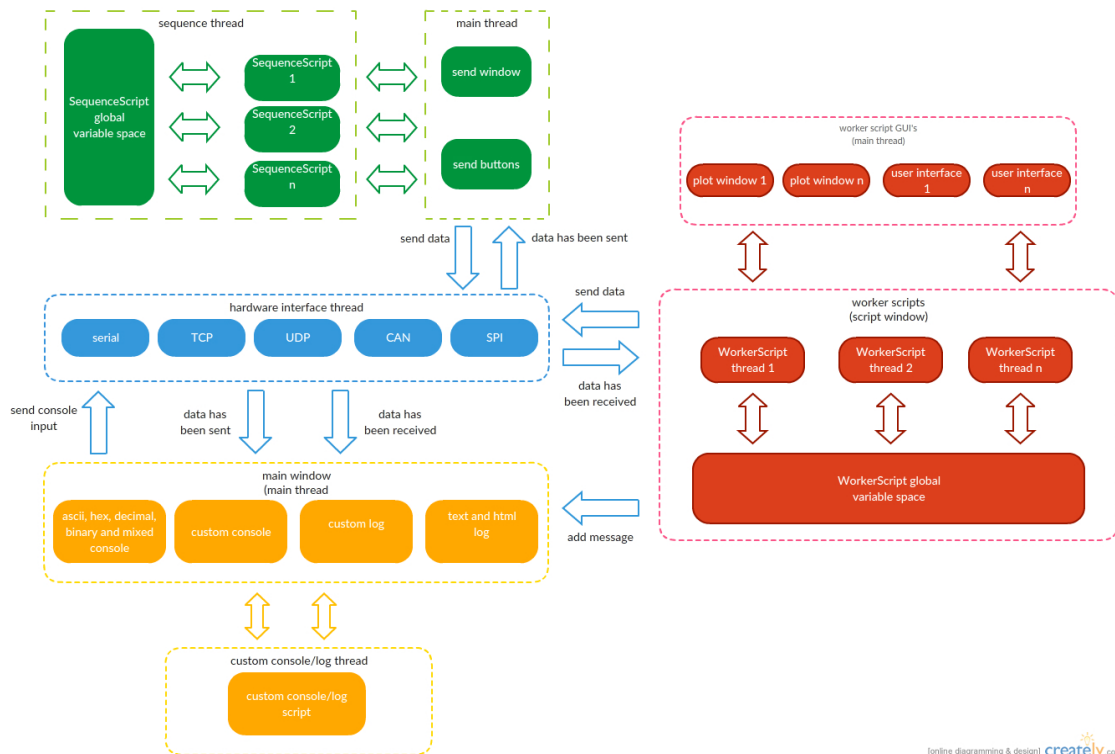 sequence thread
main thread
SequenceScript
global
variable space
SequenceScript
1
SequenceScript
2
SequenceScript
n
send window
send buttons
send data
data has been sent
worker script GUI's
(main thread)
plot window 1
plot window n
user interface
1
user interface
n
hardware interface thread
serial
TCP
UDP
CAN
SPI
send data
data has
been received
worker scripts
(script window)
WorkerScript
thread 1
WorkerScript
thread 2
WorkerScript
thread n
WorkerScript global
variable space
send console
input
data has
been sent
data has
been received
main window
(main thread
ascii, hex, decimal,
binary and mixed
console
custom console
custom log
text and html
log
add message
custom console/log thread
custom console/log
script
[online diagramming & design] creately.co